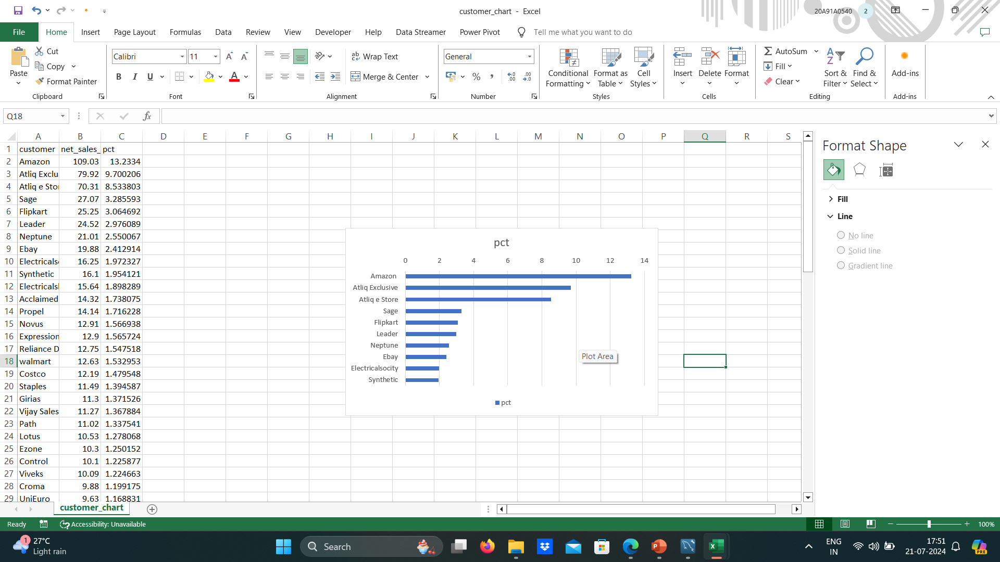 customer_chart - Excel
20A91A0540
2
File
Home
Insert
Page Layout
Formulas
Data
Review
View
Developer
Help
Data Streamer
Power Pivot
Tell me what you want to do
Paste
Cut
Copy
Format Painter
Clipboard
Calibri
11
B I U
Font
Wrap Text
Merge & Center
Alignment
General
Number
Conditional
Formatting
Format as
Table
Cell
Styles
Styles
Insert
Delete
Format
Cells
AutoSum
Fill
Clear
Sort &
Filter
Find &
Select
Editing
Add-ins
Add-ins
Q18
fx
A B C D E F G H I J K L M N O P Q R S
1 customer net_sales_ pct
2 Amazon 109.03 13.2334
3 Atliq Exclu 79.92 9.700206
4 Atliq e Sto 70.31 8.533803
5 Sage 27.07 3.285593
6 Flipkart 25.25 3.064692
7 Leader 24.52 2.976089
8 Neptune 21.01 2.550067
9 Ebay 19.88 2.412914
10 Electricals 16.25 1.972327
11 Synthetic 16.1 1.954121
12 Electricalsl 15.64 1.898289
13 Acclaimed 14.32 1.738075
14 Propel 14.14 1.716228
15 Novus 12.91 1.566938
16 Expression 12.9 1.565724
17 Reliance D 12.75 1.547518
18 walmart 12.63 1.532953
19 Costco 12.19 1.479548
20 Staples 11.49 1.394587
21 Girias 11.3 1.371526
22 Vijay Sales 11.27 1.367884
23 Path 11.02 1.337541
24 Lotus 10.53 1.278068
25 Ezone 10.3 1.250152
26 Control 10.1 1.225877
27 Viveks 10.09 1.224663
28 Croma 9.88 1.199175
29 UniEuro 9.63 1.168831
pct
0 2 4 6 8 10 12 14
Amazon
Atliq Exclusive
Atliq e Store
Sage
Flipkart
Leader
Neptune
Ebay
Electricalsocity
Synthetic
Plot Area
pct
Format Shape
Fill
Line
No line
Solid line
Gradient line
customer_chart
Ready
Accessibility: Unavailable
100%
1
27°C
Light rain
Search
ENG
IN
17:51
21-07-2024
PRE